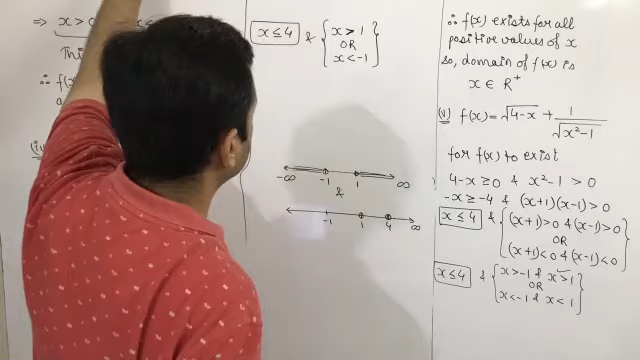 ⇒ x > 0
x ≤
Thi
∴ f(x
a
(iv
x ≤ 4 & { x > 1
OR
x < -1 }
-∞ -1 1 ∞
&
-1 1 4 ∞
∴ f(x) exists for all
positive values of x
so, domain of f(x) is
x ∈ R⁺
(v) f(x) = √(4-x) + 1/√(x²-1)
for f(x) to exist
4-x ≥ 0 & x²-1 > 0
-x ≥ -4 & (x+1)(x-1) > 0
x ≤ 4 & { (x+1)>0 & (x-1)>0
OR
(x+1)<0 & (x-1)<0 }
x ≤ 4 & { x>-1 & x>1
OR
x<-1 & x<1 }